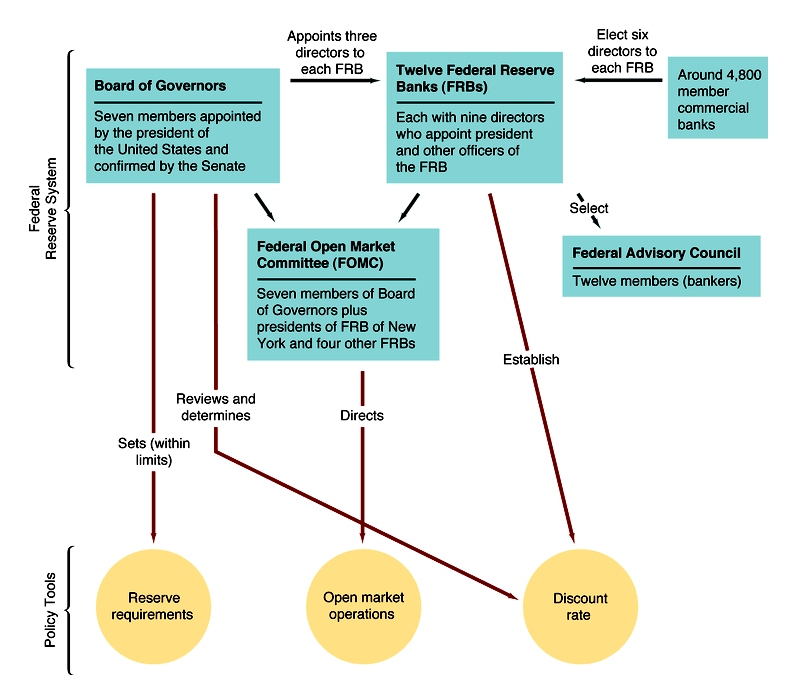 Appoints three
directors to
each FRB
Elect six
directors to
each FRB
Board of Governors
Seven members appointed
by the president of
the United States and
confirmed by the Senate
Twelve Federal Reserve
Banks (FRBs)
Each with nine directors
who appoint president
and other officers of
the FRB
Around 4,800
member
commercial
banks
Federal
Reserve System
Select
Federal Open Market
Committee (FOMC)
Seven members of Board
of Governors plus
presidents of FRB of New
York and four other FRBs
Federal Advisory Council
Twelve members (bankers)
Establish
Reviews and
determines
Directs
Sets (within
limits)
Policy Tools
Reserve
requirements
Open market
operations
Discount
rate